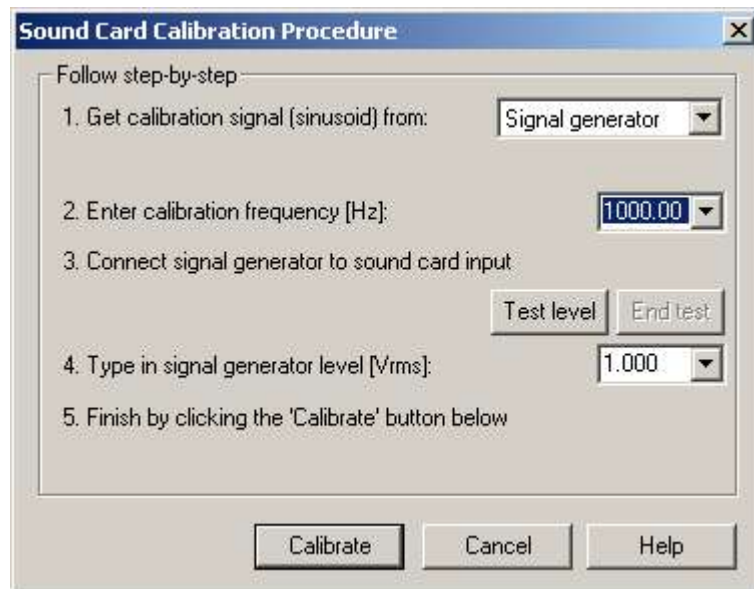 Sound Card Calibration Procedure
Follow step-by-step
1. Get calibration signal (sinusoid) from: Signal generator
2. Enter calibration frequency [Hz]: 1000.00
3. Connect signal generator to sound card input
Test level End test
4. Type in signal generator level [Vrms]: 1.000
5. Finish by clicking the 'Calibrate' button below
Calibrate Cancel Help